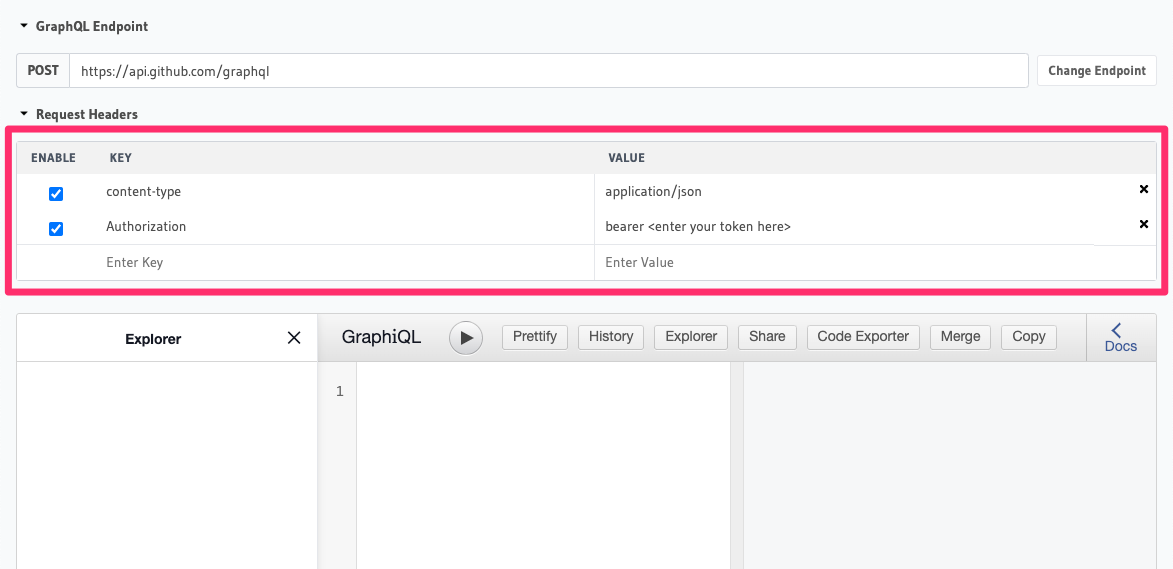 GraphQL Endpoint
POST https://api.github.com/graphql Change Endpoint
Request Headers
ENABLE KEY VALUE
content-type application/json
Authorization bearer <enter your token here>
Enter Key Enter Value
Explorer GraphiQL Prettify History Explorer Share Code Exporter Merge Copy Docs
1